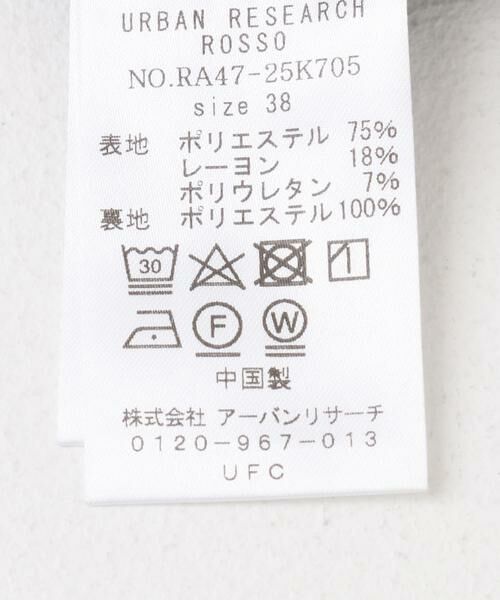 URBAN RESEARCH
ROSSO
NO.RA47-25K705
size 38
表地 ポリエステル 75%
レーヨン 18%
ポリウレタン 7%
裏地 ポリエステル100%
30
F W
中国製
株式会社 アーバンリサーチ
0120-967-013
UFC